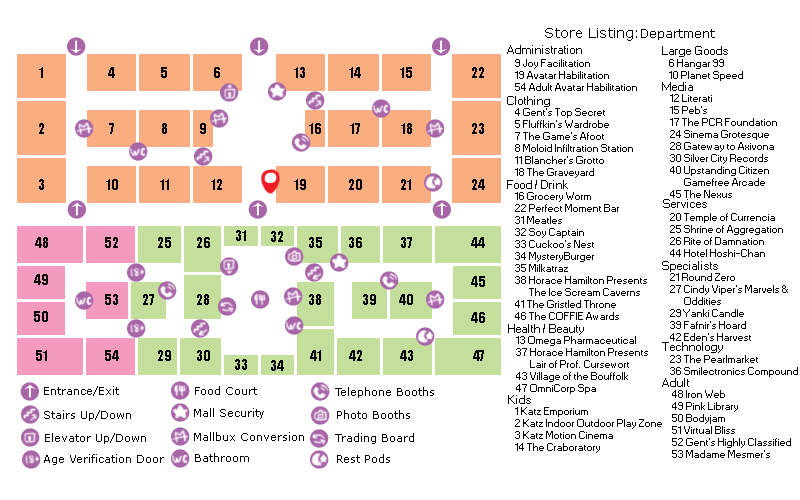 Store Listing: Department
Administration
9 Joy Facilitation
19 Avatar Habilitation
54 Adult Avatar Habilitation
Clothing
4 Gent's Top Secret
5 Fluffkin's Wardrobe
7 The Game's Afoot
8 Moloid Infiltration Station
11 Blancher's Grotto
18 The Graveyard
Food/ Drink
16 Grocery Worm
22 Perfect Moment Bar
31 Meatles
32 Soy Captain
33 Cuckoo's Nest
34 MysteryBurger
35 Milkatraz
38 Horace Hamilton Presents
The Ice Scream Caverns
41 The Gristled Throne
46 The COFFIE Awards
Health/ Beauty
13 Omega Pharmaceutical
37 Horace Hamilton Presents
Lair of Prof. Cursewort
43 Village of the Bouffolk
47 OmniCorp Spa
Kids
1 Katz Emporium
2 Katz Indoor Outdoor Play Zone
3 Katz Motion Cinema
14 The Craboratory
Large Goods
6 Hangar 99
10 Planet Speed
Media
12 Literati
15 Peb's
17 The PCR Foundation
24 Sinema Grotesque
28 Gateway to Axivona
30 Silver City Records
40 Upstanding Citizen
Gamefree Arcade
45 The Nexus
Services
20 Temple of Currencia
25 Shrine of Aggregation
26 Rite of Damnation
44 Hotel Hoshi-Chan
Specialists
21 Round Zero
27 Cindy Viper's Marvels &
Oddities
29 Yanki Candle
39 Fafnir's Hoard
42 Eden's Harvest
Technology
23 The Pearlmarket
36 Smilectronics Compound
Adult
48 Iron Web
49 Pink Library
50 Bodyjam
51 Virtual Bliss
52 Gent's Highly Classified
53 Madame Mesmer's
1 4 5 6 13 14 15 22
2 7 8 9 16 17 18 23
WC
WC
3 10 11 12 19 20 21 24
48 52 25 26 31 32 35 36 37 44
49 18+ 45
WC 53 27 28 38 39 40
50 18+ WC 46
51 54 29 30 33 34 41 42 43 47
Entrance/Exit
Stairs Up/Down
Elevator Up/Down
18+ Age Verification Door
Food Court
Mall Security
Mallbux Conversion
WC Bathroom
Telephone Booths
Photo Booths
Trading Board
Rest Pods